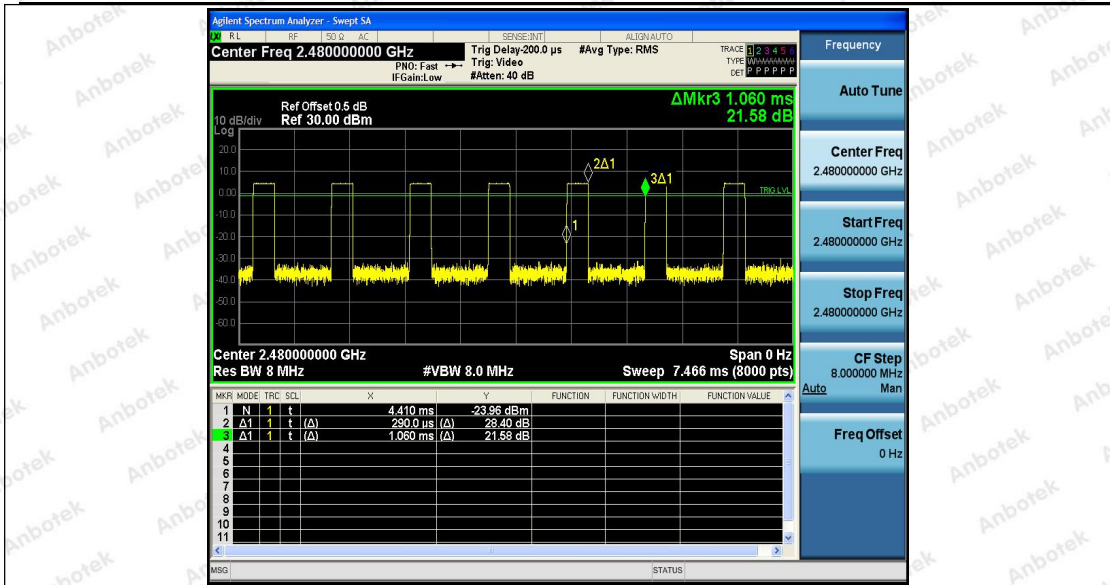 Agilent Spectrum Analyzer - Swept SA
LXI RL RF 50 Ω AC SENSE:INT ALIGN AUTO
Center Freq 2.480000000 GHz
PNO: Fast
IFGain:Low
Trig Delay-200.0 µs
Trig: Video
#Atten: 40 dB
#Avg Type: RMS
TRACE 1 2 3 4 5 6
TYPE WWWWWW
DET P P P P P P
ΔMkr3 1.060 ms
21.58 dB
Ref Offset 0.5 dB
10 dB/div Ref 30.00 dBm
Log
20.0
10.0
0.00
-10.0
-20.0
-30.0
-40.0
-50.0
-60.0
2Δ1
3Δ1
TRIG LVL
1
Center 2.480000000 GHz Span 0 Hz
Res BW 8 MHz #VBW 8.0 MHz Sweep 7.466 ms (8000 pts)
MKR MODE TRC SCL X Y FUNCTION FUNCTION WIDTH FUNCTION VALUE
1 N 1 t 4.410 ms -23.96 dBm
2 Δ1 1 t (Δ) 290.0 µs (Δ) 28.40 dB
3 Δ1 1 t (Δ) 1.060 ms (Δ) 21.58 dB
4
5
6
7
8
9
10
11
MSG STATUS
Frequency
Auto Tune
Center Freq
2.480000000 GHz
Start Freq
2.480000000 GHz
Stop Freq
2.480000000 GHz
CF Step
8.000000 MHz
Auto Man
Freq Offset
0 Hz
Anbotek